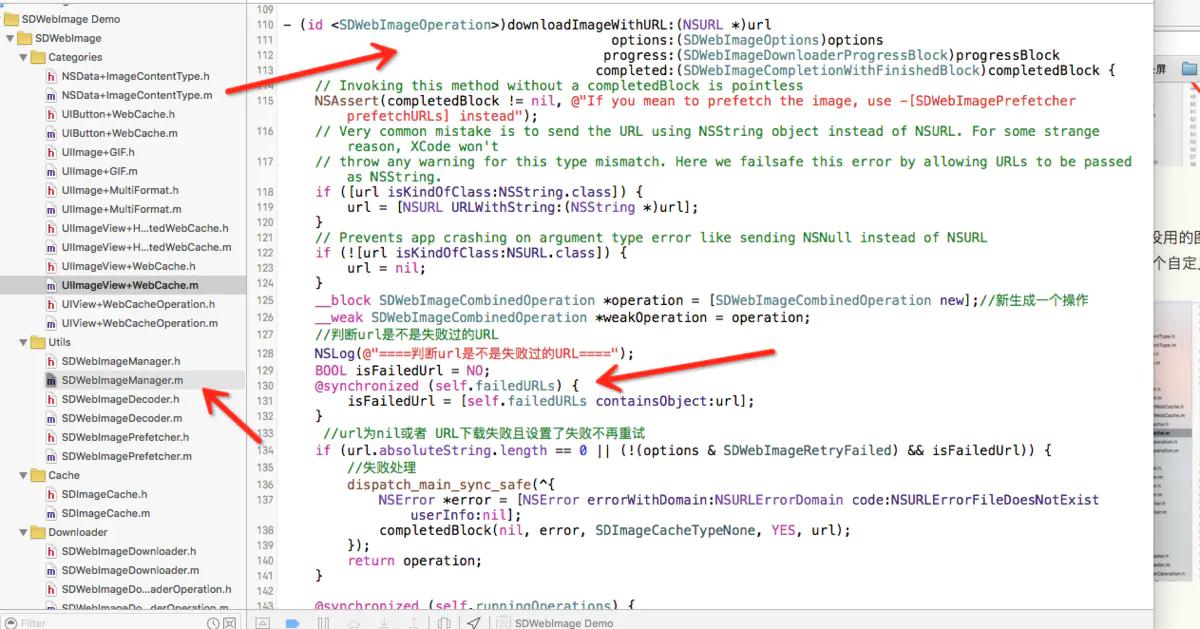 SDWebImage Demo
SDWebImage
Categories
NSData+ImageContentType.h
NSData+ImageContentType.m
UIButton+WebCache.h
UIButton+WebCache.m
UIImage+GIF.h
UIImage+GIF.m
UIImage+MultiFormat.h
UIImage+MultiFormat.m
UIImageView+H...tedWebCache.h
UIImageView+H...tedWebCache.m
UIImageView+WebCache.h
UIImageView+WebCache.m
UIView+WebCacheOperation.h
UIView+WebCacheOperation.m
Utils
SDWebImageManager.h
SDWebImageManager.m
SDWebImageDecoder.h
SDWebImageDecoder.m
SDWebImagePrefetcher.h
SDWebImagePrefetcher.m
Cache
SDImageCache.h
SDImageCache.m
Downloader
SDWebImageDownloader.h
SDWebImageDownloader.m
SDWebImageDo...aderOperation.h
SDWebImageDo...derOperation.m
Filter
109
110 - (id <SDWebImageOperation>)downloadImageWithURL:(NSURL *)url
111 options:(SDWebImageOptions)options
112 progress:(SDWebImageDownloaderProgressBlock)progressBlock
113 completed:(SDWebImageCompletionWithFinishedBlock)completedBlock {
114 // Invoking this method without a completedBlock is pointless
115 NSAssert(completedBlock != nil, @"If you mean to prefetch the image, use -[SDWebImagePrefetcher
prefetchURLs] instead");
116 // Very common mistake is to send the URL using NSString object instead of NSURL. For some strange
reason, XCode won't
117 // throw any warning for this type mismatch. Here we failsafe this error by allowing URLs to be passed
as NSString.
118 if ([url isKindOfClass:NSString.class]) {
119 url = [NSURL URLWithString:(NSString *)url];
120 }
121 // Prevents app crashing on argument type error like sending NSNull instead of NSURL
122 if (![url isKindOfClass:NSURL.class]) {
123 url = nil;
124 }
125 __block SDWebImageCombinedOperation *operation = [SDWebImageCombinedOperation new];//新生成一个操作
126 __weak SDWebImageCombinedOperation *weakOperation = operation;
127 //判断url是不是失败过的URL
128 NSLog(@"====判断url是不是失败过的URL====");
129 BOOL isFailedUrl = NO;
130 @synchronized (self.failedURLs) {
131 isFailedUrl = [self.failedURLs containsObject:url];
132 }
133 //url为nil或者 URL下载失败且设置了失败不再重试
134 if (url.absoluteString.length == 0 || (!(options & SDWebImageRetryFailed) && isFailedUrl)) {
135 //失败处理
136 dispatch_main_sync_safe(^{
137 NSError *error = [NSError errorWithDomain:NSURLErrorDomain code:NSURLErrorFileDoesNotExist
userInfo:nil];
138 completedBlock(nil, error, SDImageCacheTypeNone, YES, url);
139 });
140 return operation;
141 }
142
143 @synchronized (self.runningOperations) {
SDWebImage Demo
屏
没用的图
个自定义